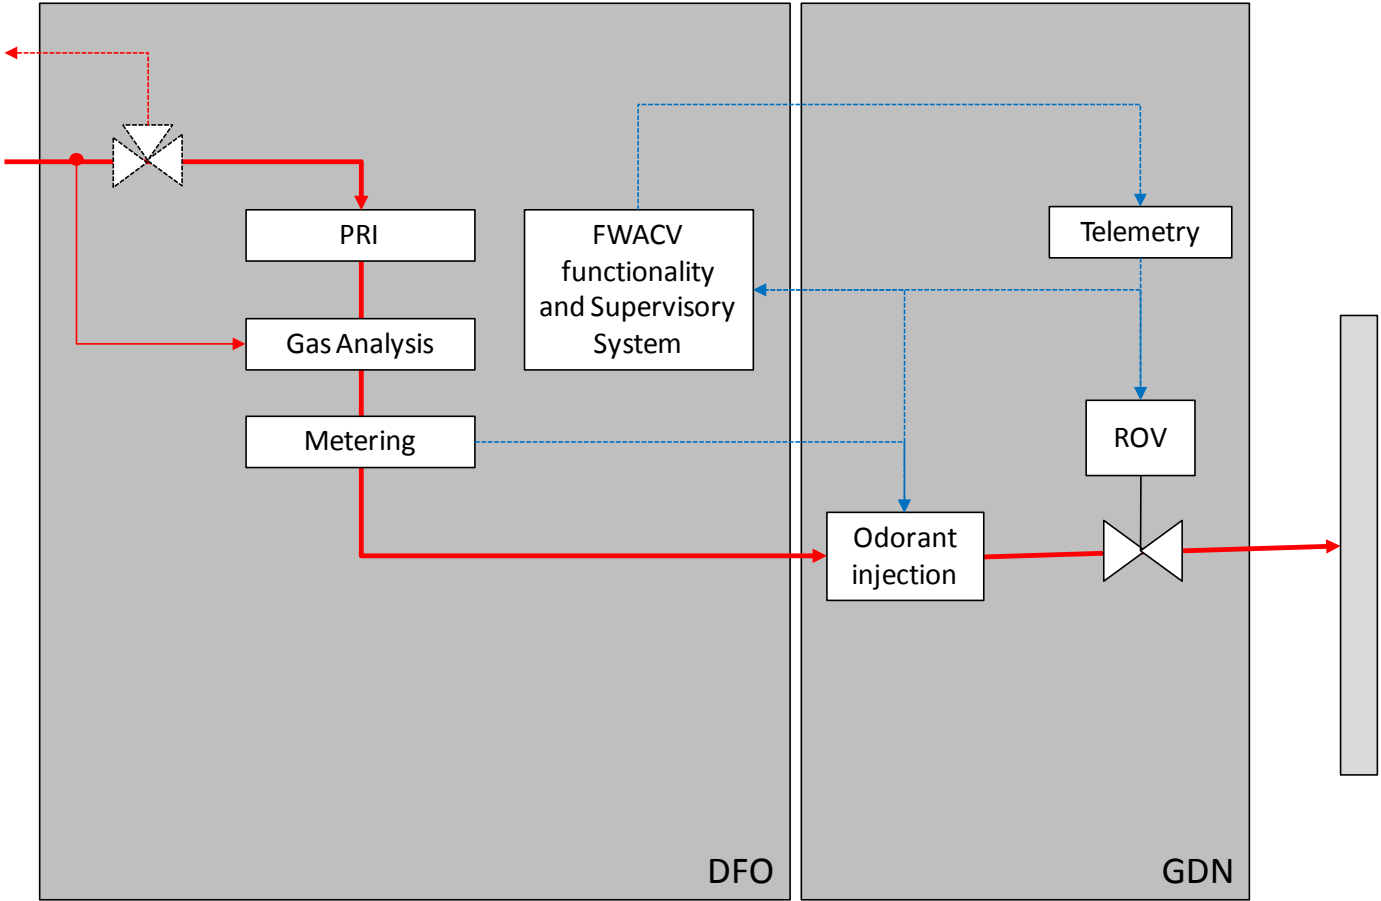 PRI
Gas Analysis
Metering
FWACV
functionality
and Supervisory
System
Telemetry
ROV
Odorant
injection
DFO
GDN